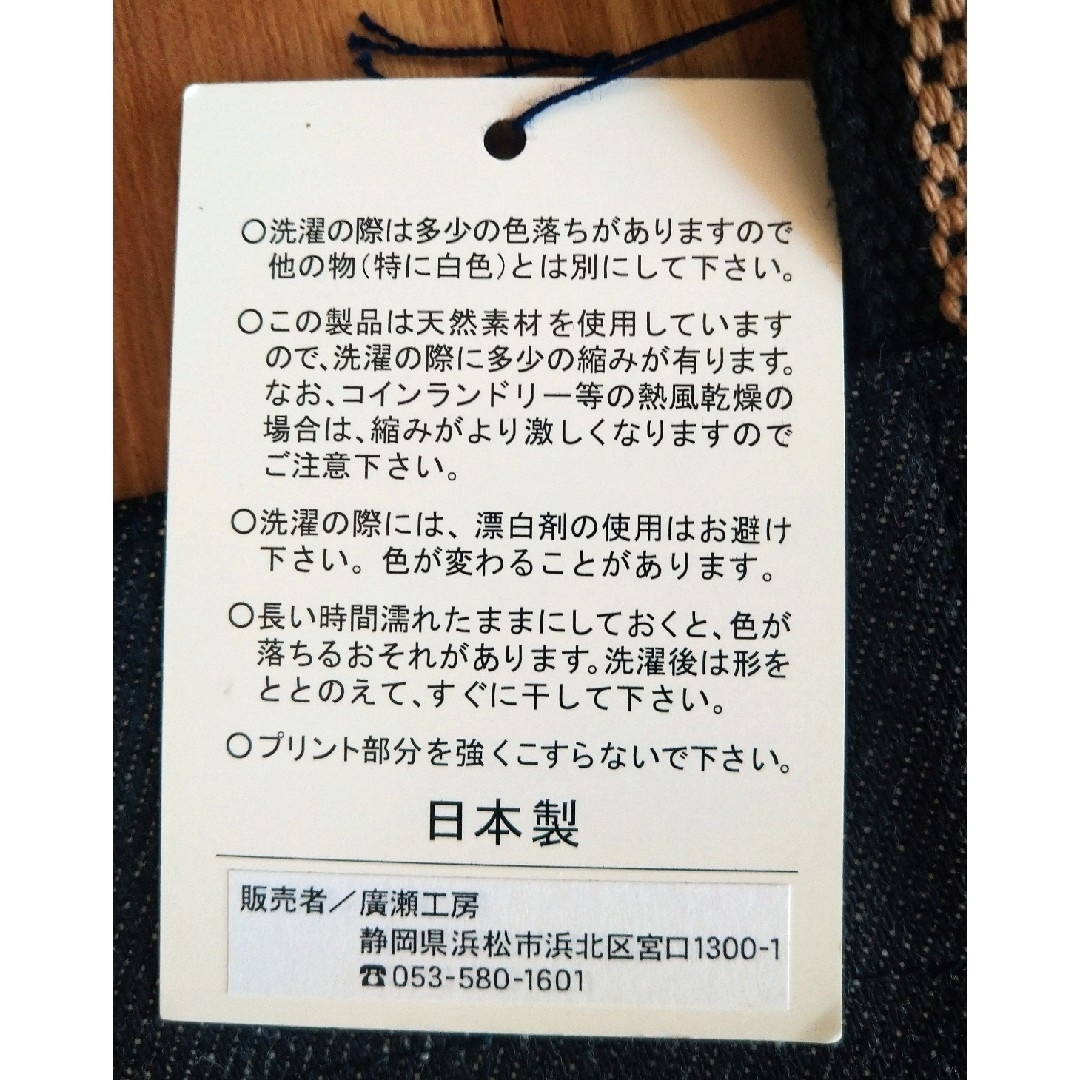 ○洗濯の際は多少の色落ちがありますので
他の物(特に白色)とは別にして下さい。
○この製品は天然素材を使用しています
ので、洗濯の際に多少の縮みが有ります。
なお、コインランドリー等の熱風乾燥の
場合は、縮みがより激しくなりますので
ご注意下さい。
○洗濯の際には、漂白剤の使用はお避け
下さい。色が変わることがあります。
○長い時間濡れたままにしておくと、色が
落ちるおそれがあります。洗濯後は形を
ととのえて、すぐに干して下さい。
○プリント部分を強くこすらないで下さい。
日本製
販売者/廣瀬工房
静岡県浜松市浜北区宮口1300-1
☎053-580-1601